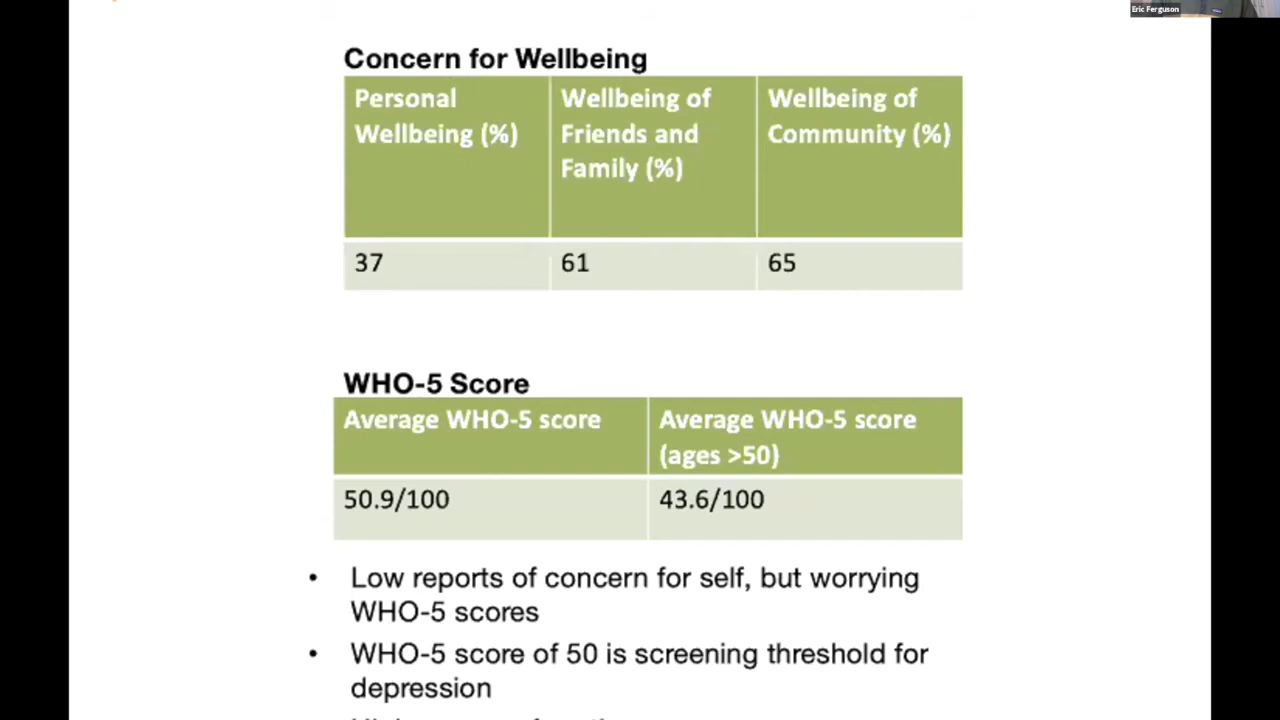 Eric Ferguson
Concern for Wellbeing
Personal Wellbeing (%)
Wellbeing of Friends and Family (%)
Wellbeing of Community (%)
37
61
65
WHO-5 Score
Average WHO-5 score
Average WHO-5 score (ages >50)
50.9/100
43.6/100
• Low reports of concern for self, but worrying
WHO-5 scores
• WHO-5 score of 50 is screening threshold for
depression